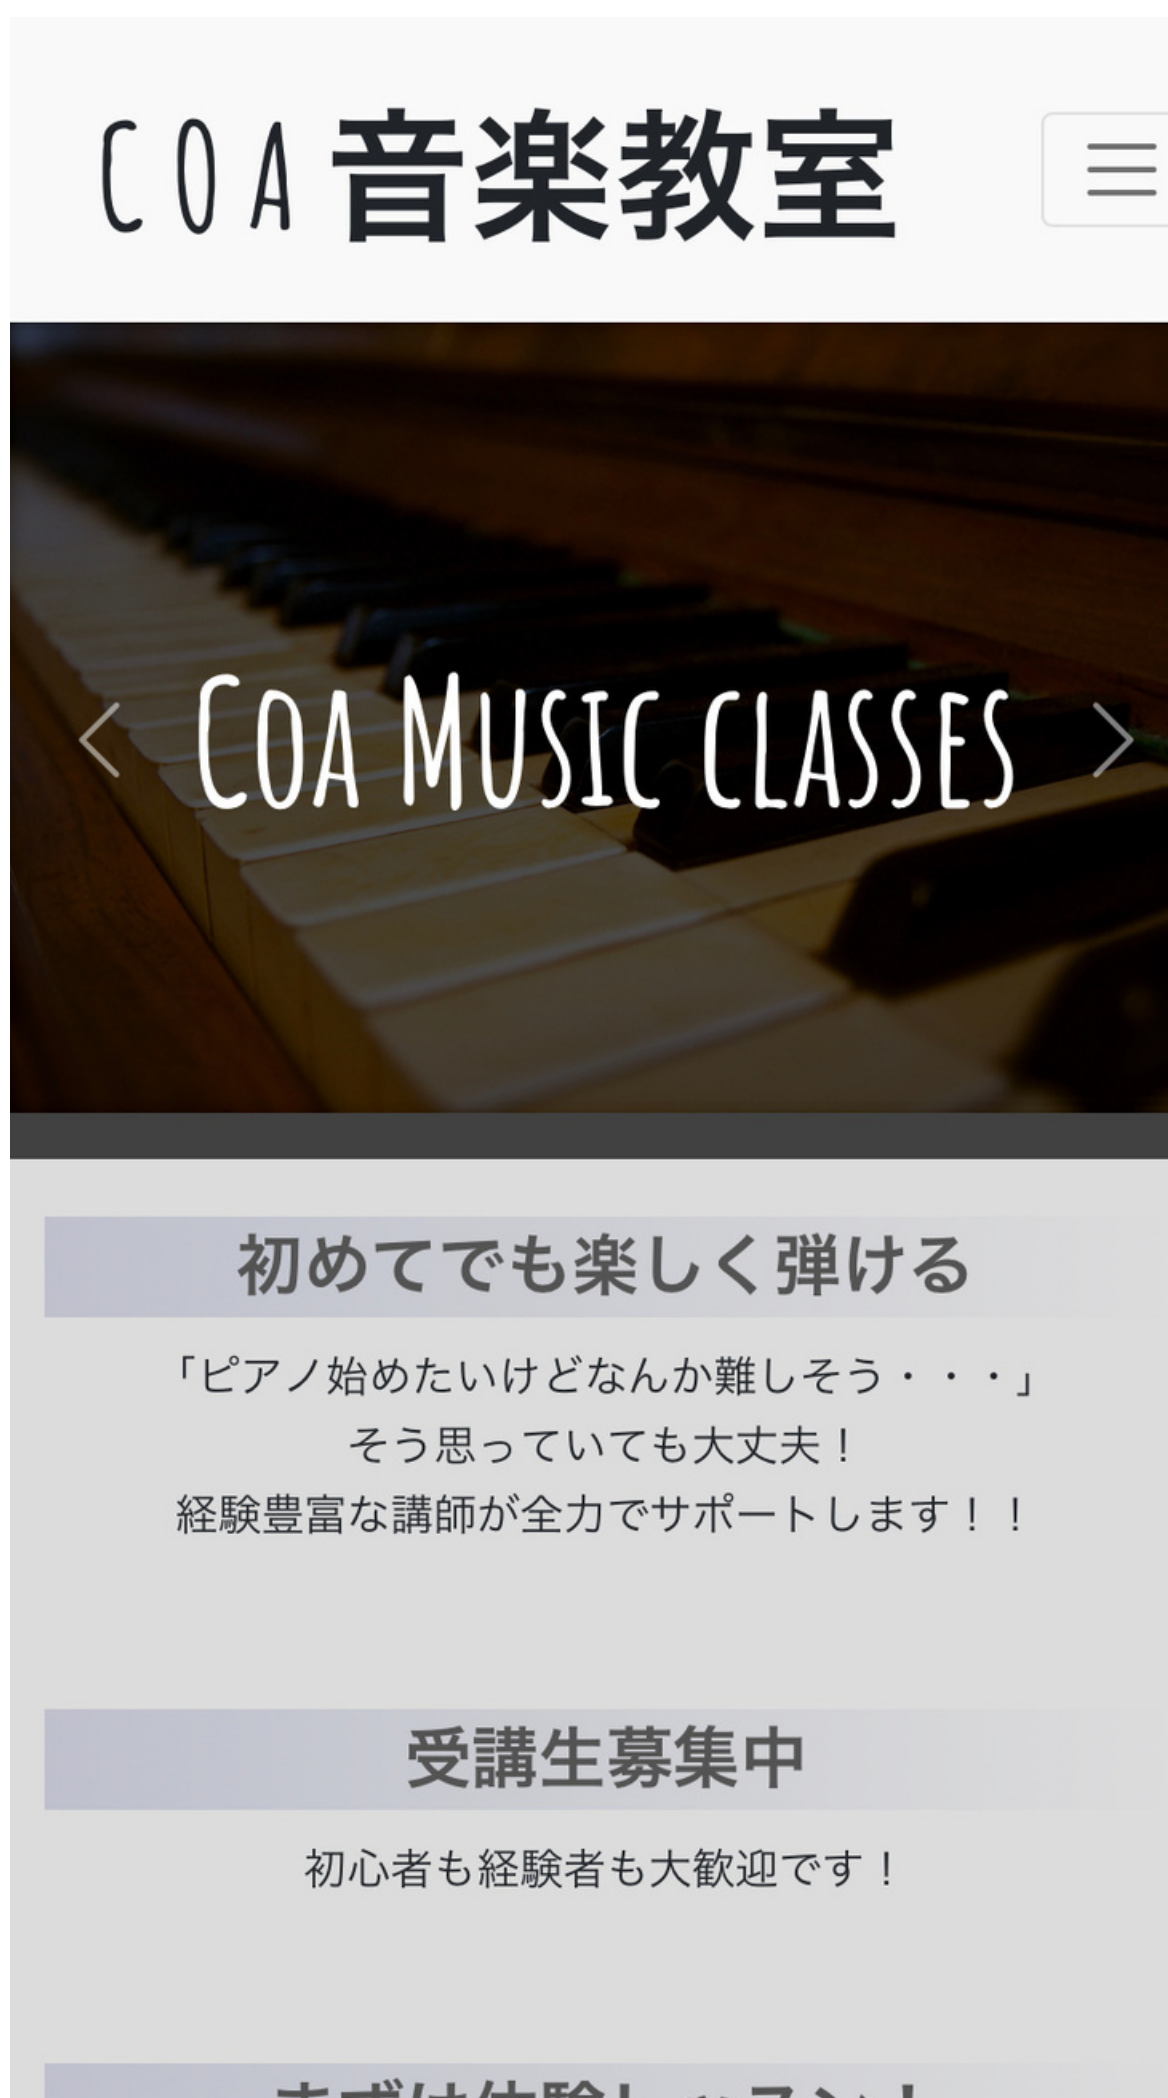 COA 音楽教室
COA MUSIC CLASSES
初めてでも楽しく弾ける
「ピアノ始めたいけどなんか難しそう・・・」
そう思っていても大丈夫！
経験豊富な講師が全力でサポートします！！
受講生募集中
初心者も経験者も大歓迎です！